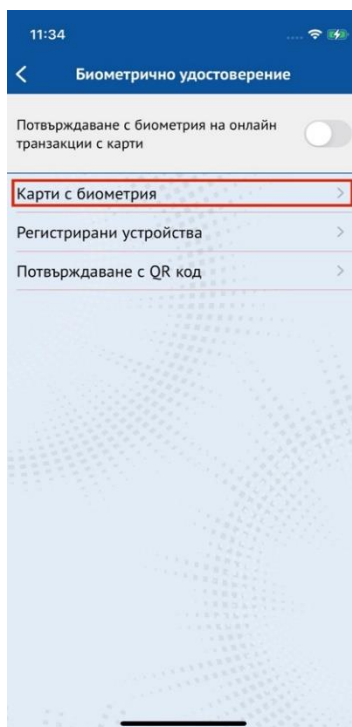 11:34
Биометрично удостоверение
Потвърждаване с биометрия на онлайн
транзакции с карти
Карти с биометрия
Регистрирани устройства
Потвърждаване с QR код